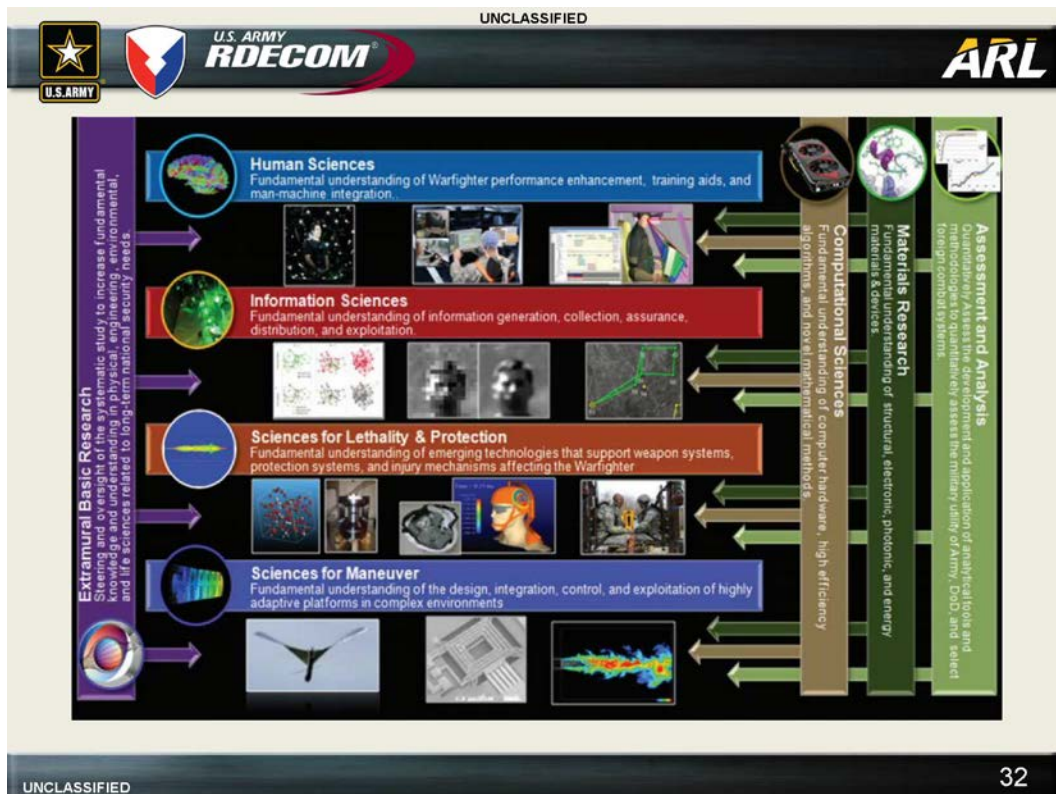 UNCLASSIFIED
U.S. ARMY
RDECOM®
ARL
U.S.ARMY
Extramural Basic Research
Steering and oversight of the systematic study to increase fundamental
knowledge and understanding in physical, engineering, environmental,
and life sciences related to long-term national security needs.
Human Sciences
Fundamental understanding of Warfighter performance enhancement, training aids, and
man-machine integration.
Information Sciences
Fundamental understanding of information generation, collection, assurance,
distribution, and exploitation.
Sciences for Lethality & Protection
Fundamental understanding of emerging technologies that support weapon systems,
protection systems, and injury mechanisms affecting the Warfighter
Sciences for Maneuver
Fundamental understanding of the design, integration, control, and exploitation of highly
adaptive platforms in complex environments
Computational Sciences
Fundamental understanding of computer hardware, high efficiency
algorithms, and novel mathematical methods.
Materials Research
Fundamental understanding of structural, electronic, photonic, and energy
materials & devices.
Assessment and Analysis
Quantitatively Assess the development and application of analytical tools and
methodologies to quantitatively assess the military utility of Army, DoD, and select
foreign combat systems.
UNCLASSIFIED
32